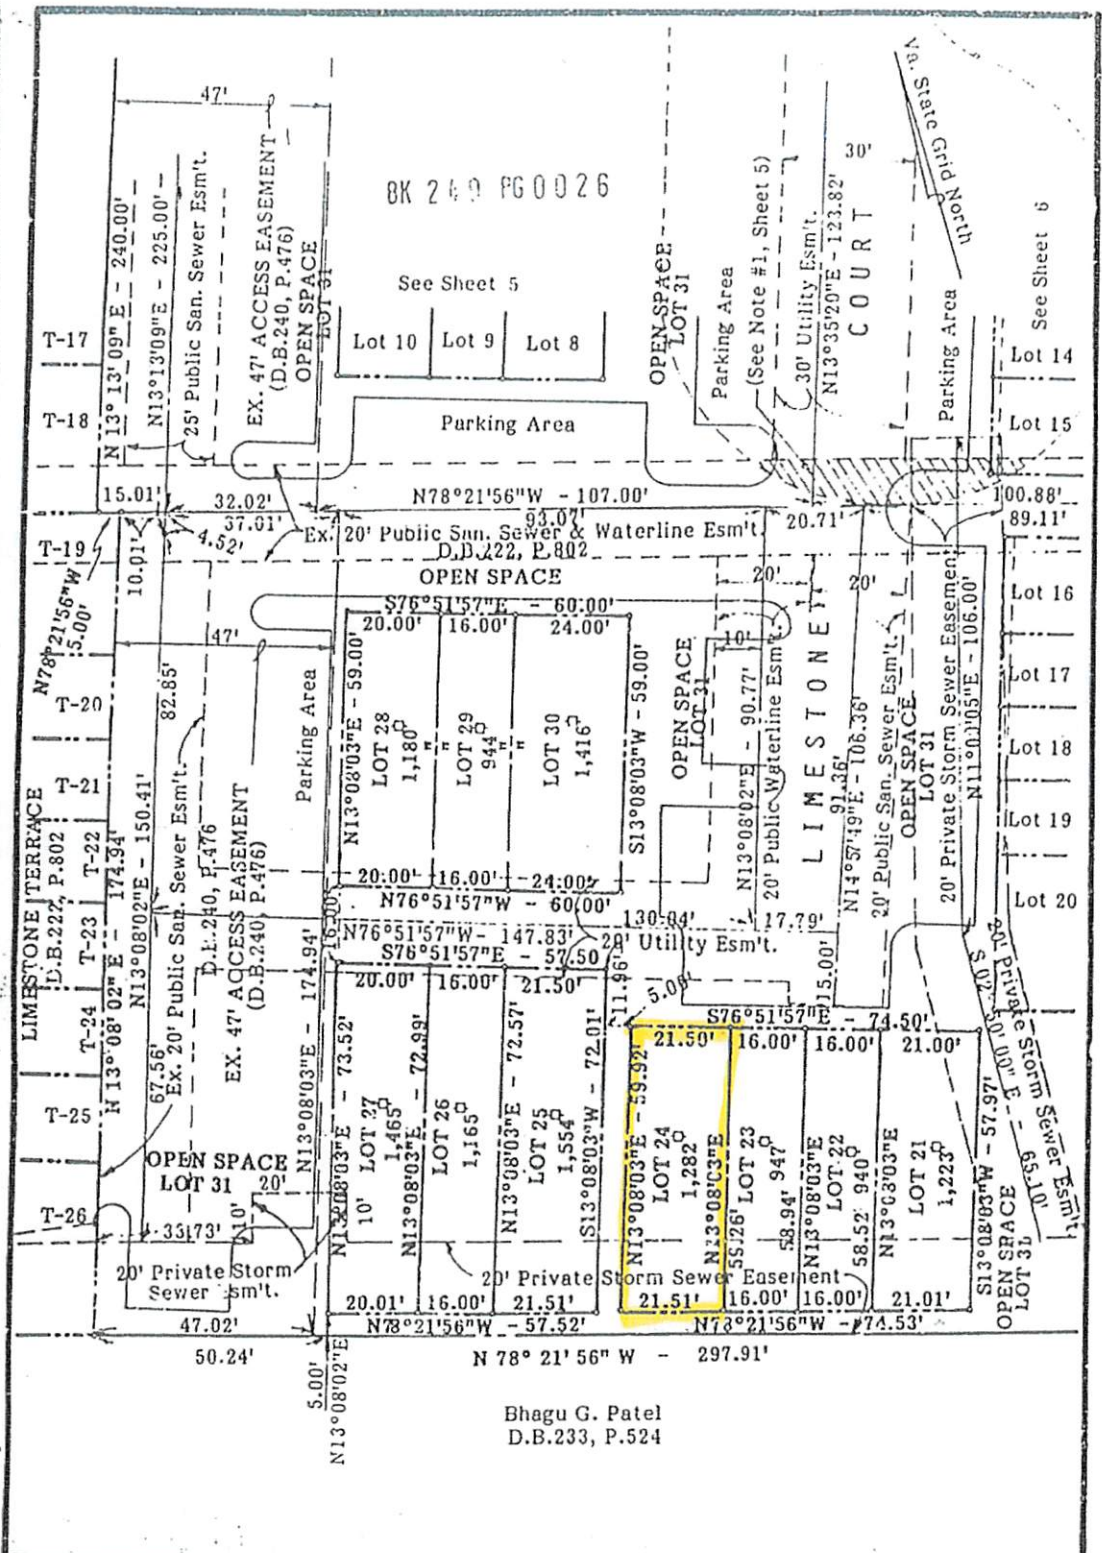 47'
BK 240 PG0026
Va. State Grid North
30'
N 13° 13' 09" E - 240.00'
N13°13'09"E - 225.00'
25' Public San. Sewer Esm't.
EX. 47' ACCESS EASEMENT
(D.B.240, P.476)
OPEN SPACE
LOT 31
See Sheet 5
OPEN SPACE
LOT 31
Parking Area
(See Note #1, Sheet 5)
30' Utility Esm't.
N13°35'20"E - 123.82'
COURT
Parking Area
See Sheet 6
T-17
T-18
Lot 10
Lot 9
Lot 8
Lot 14
Lot 15
Parking Area
15.01'
32.02'
N78°21'56"W - 107.00'
100.88'
37.01'
93.07'
20.71'
89.11'
4.52'
10.01'
Ex. 20' Public San. Sewer & Waterline Esm't.
D.B.222, P.802
T-19
N78°21'56"W
5.00'
OPEN SPACE
20'
20'
Lot 16
S76°51'57"E - 60.00'
20.00'
16.00'
24.00'
10'
47'
T-20
82.85'
Parking Area
N13°08'03"E - 59.00'
LOT 28
1,180
"
LOT 29
944
"
LOT 30
1,416
S13°08'03"W - 59.00'
OPEN SPACE
LOT 31
N13°08'02"E - 90.77'
20' Public Waterline Esm't.
LIMESTONE
91.36'
N14°57'49"E - 106.36'
20' Public San. Sewer Esm't.
OPEN SPACE
LOT 31
20' Private Storm Sewer Easement
N11°00'05"E - 106.00'
Lot 17
Lot 18
Lot 19
Lot 20
T-21
T-22
T-23
T-24
T-25
T-26
LIMESTONE TERRACE
D.B.222, P.802
N 13° 08' 02" E - 174.94'
N13°08'02"E - 150.41'
Ex. 20' Public San. Sewer Esm't.
D.B.240, P.476
EX. 47' ACCESS EASEMENT
(D.B.240, P.476)
20.00'
16.00'
24.00'
N76°51'57"W - 60.00'
16.00'
130.04'
17.79'
N76°51'57"W - 147.83'
20' Utility Esm't.
S76°51'57"E - 57.50
20.00'
16.00'
21.50'
11.96'
5.06'
15.00'
S76°51'57"E - 74.50'
21.50'
16.00'
16.00'
21.00'
67.56'
N13°08'03"E - 174.94'
N13°08'03"E - 73.52'
LOT 27
1,465
10'
N13°08'03"E - 72.99'
LOT 26
1,165
N13°08'03"E - 72.57'
LOT 25
1,554
S13°08'03"W - 72.01'
N13°08'03"E - 59.92'
LOT 24
1,282
N13°08'03"E
59.26'
LOT 23
947
58.94'
N13°08'03"E
LOT 22
940
58.52'
N13°08'03"E
LOT 21
1,223
S13°08'03"W - 57.97'
OPEN SPACE
LOT 31
65.10'
20' Private Storm Sewer Esm't.
OPEN SPACE
LOT 31
20'
33.73'
10'
20' Private Storm
Sewer Esm't.
20' Private Storm Sewer Easement
20.01'
16.00'
21.51'
21.51'
16.00'
16.00'
21.01'
N78°21'56"W - 57.52'
N78°21'56"W - 74.53'
47.02'
50.24'
N 78° 21' 56" W - 297.91'
5.00'
N13°08'02"E
Bhagu G. Patel
D.B.233, P.524